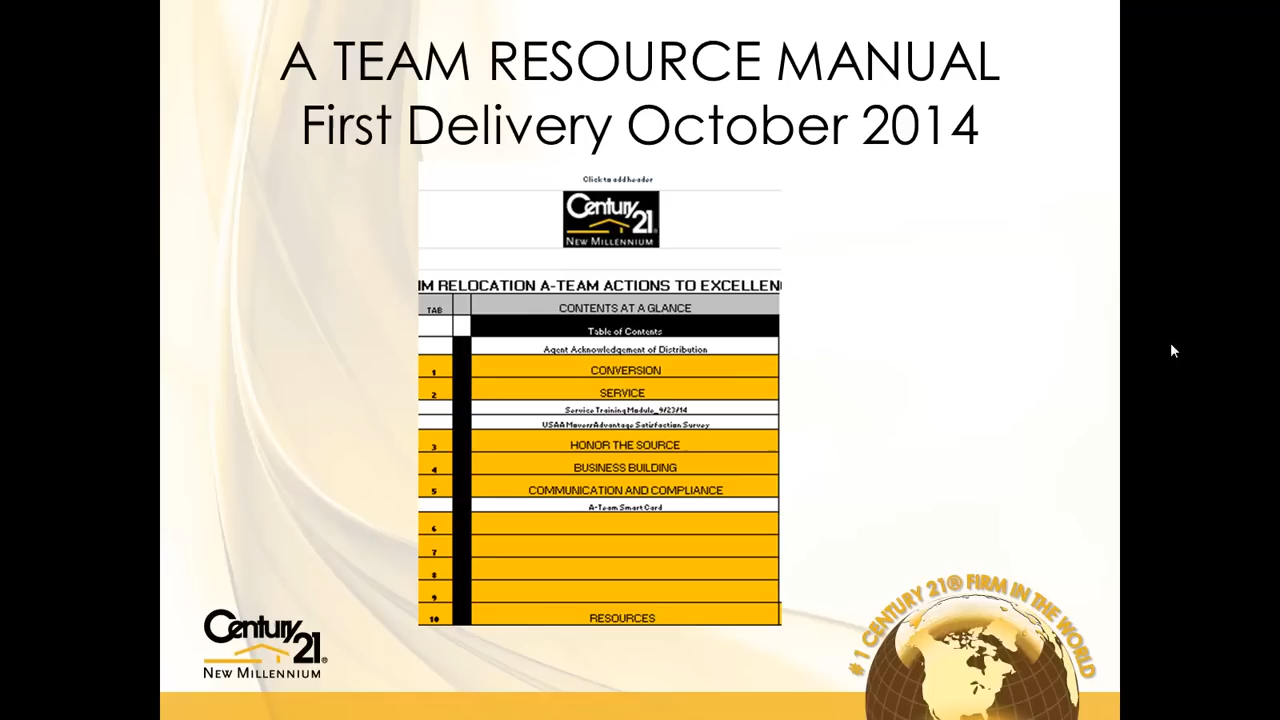 A TEAM RESOURCE MANUAL
First Delivery October 2014
Click to add header
Century 21®
NEW MILLENNIUM
IM RELOCATION A-TEAM ACTIONS TO EXCELLEN
TAB CONTENTS AT A GLANCE
Table of Contents
Agent Acknowledgement of Distribution
1 CONVERSION
2 SERVICE
Service Training Module_9/23/14
USAA MoversAdvantage Satisfaction Survey
3 HONOR THE SOURCE
4 BUSINESS BUILDING
5 COMMUNICATION AND COMPLIANCE
A-Team Smart Card
6
7
8
9
10 RESOURCES
Century 21®
NEW MILLENNIUM
# 1 CENTURY 21® FIRM IN THE WORLD